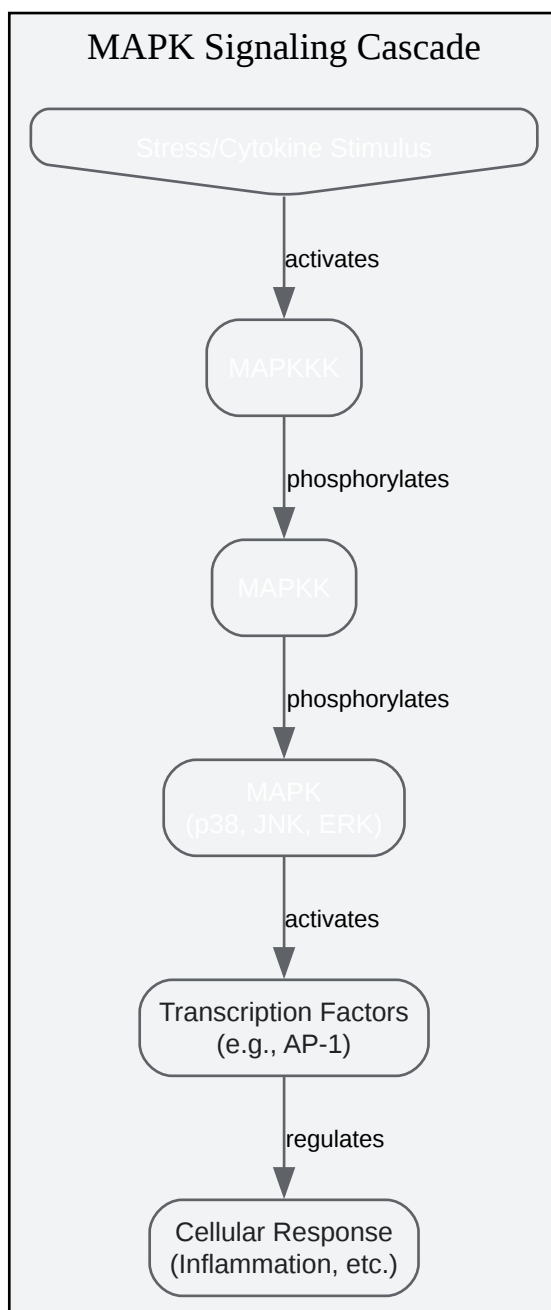 MAPK Signaling Cascade
Stress/Cytokine Stimulus
activates
MAPKKK
phosphorylates
MAPKK
phosphorylates
MAPK
(p38, JNK, ERK)
activates
Transcription Factors
(e.g., AP-1)
regulates
Cellular Response
(Inflammation, etc.)